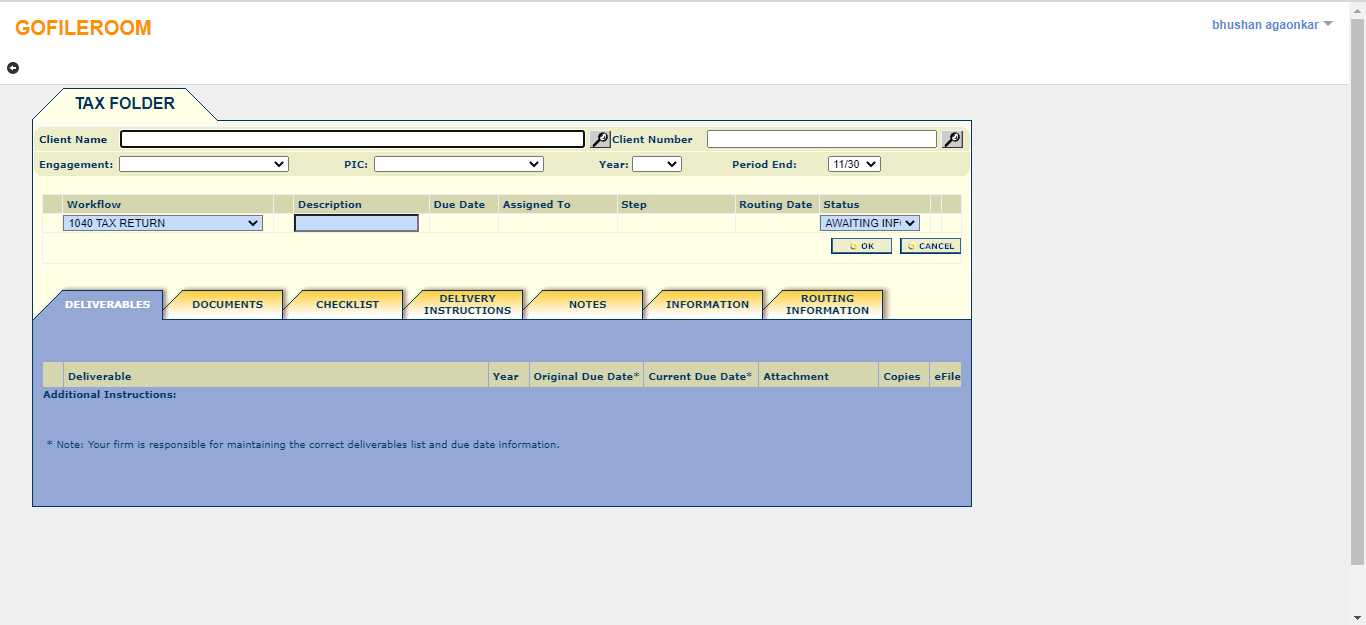 GOFILEROOM
bhushan agaonkar
TAX FOLDER
Client Name Client Number
Engagement: PIC: Year: Period End: 11/30
Workflow Description Due Date Assigned To Step Routing Date Status
1040 TAX RETURN AWAITING INF
OK CANCEL
DELIVERABLES DOCUMENTS CHECKLIST DELIVERY INSTRUCTIONS NOTES INFORMATION ROUTING INFORMATION
Deliverable Year Original Due Date* Current Due Date* Attachment Copies eFile
Additional Instructions:
* Note: Your firm is responsible for maintaining the correct deliverables list and due date information.